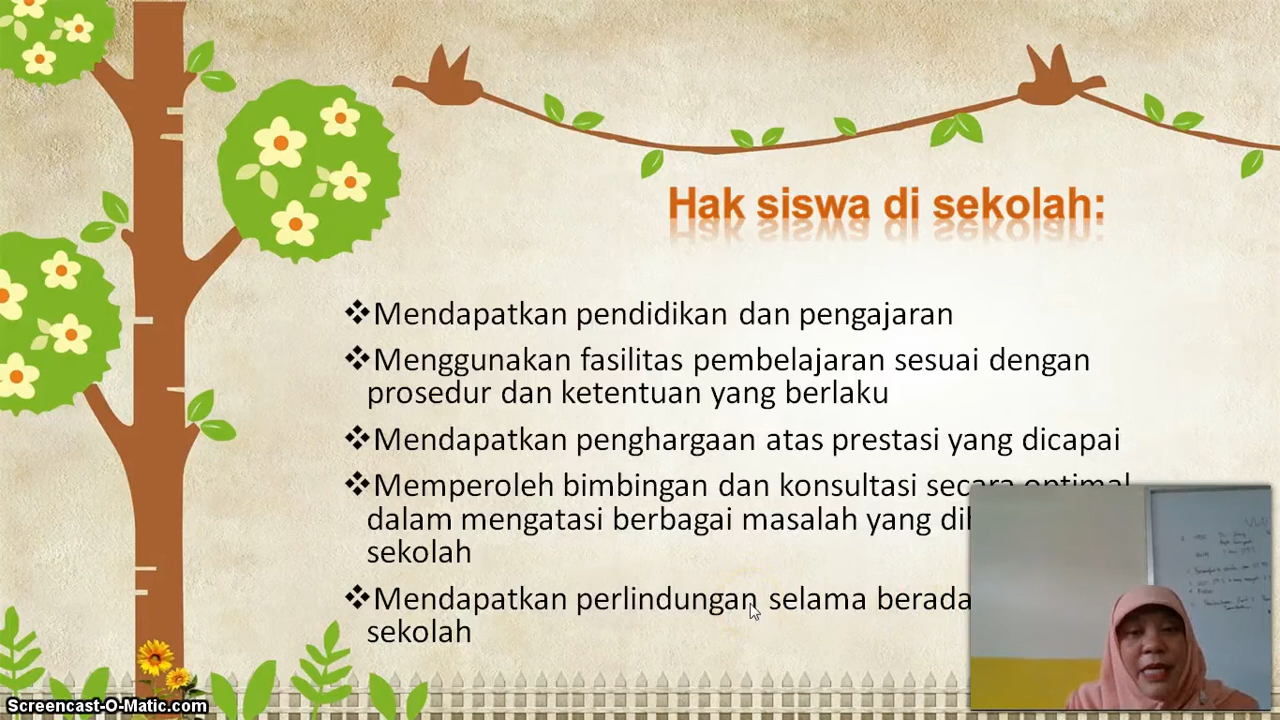 Hak siswa di sekolah:
❖Mendapatkan pendidikan dan pengajaran
❖Menggunakan fasilitas pembelajaran sesuai dengan
prosedur dan ketentuan yang berlaku
❖Mendapatkan penghargaan atas prestasi yang dicapai
❖Memperoleh bimbingan dan konsultasi secara optimal
dalam mengatasi berbagai masalah yang
sekolah
❖Mendapatkan perlindungan selama berada
sekolah
Screencast-O-Matic.com